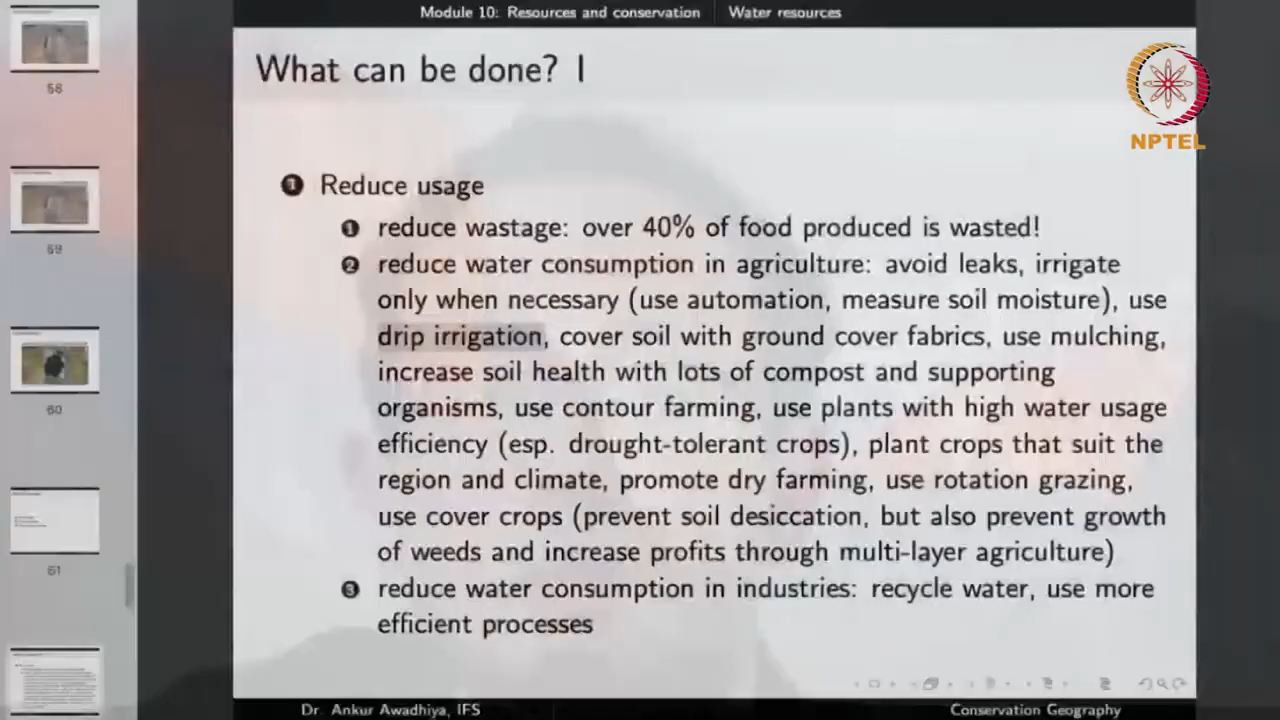 Module 10: Resources and conservation Water resources
What can be done? I
NPTEL
1 Reduce usage
1 reduce wastage: over 40% of food produced is wasted!
2 reduce water consumption in agriculture: avoid leaks, irrigate
only when necessary (use automation, measure soil moisture), use
drip irrigation, cover soil with ground cover fabrics, use mulching,
increase soil health with lots of compost and supporting
organisms, use contour farming, use plants with high water usage
efficiency (esp. drought-tolerant crops), plant crops that suit the
region and climate, promote dry farming, use rotation grazing,
use cover crops (prevent soil desiccation, but also prevent growth
of weeds and increase profits through multi-layer agriculture)
3 reduce water consumption in industries: recycle water, use more
efficient processes
Dr. Ankur Awadhiya, IFS Conservation Geography
58
59
60
61